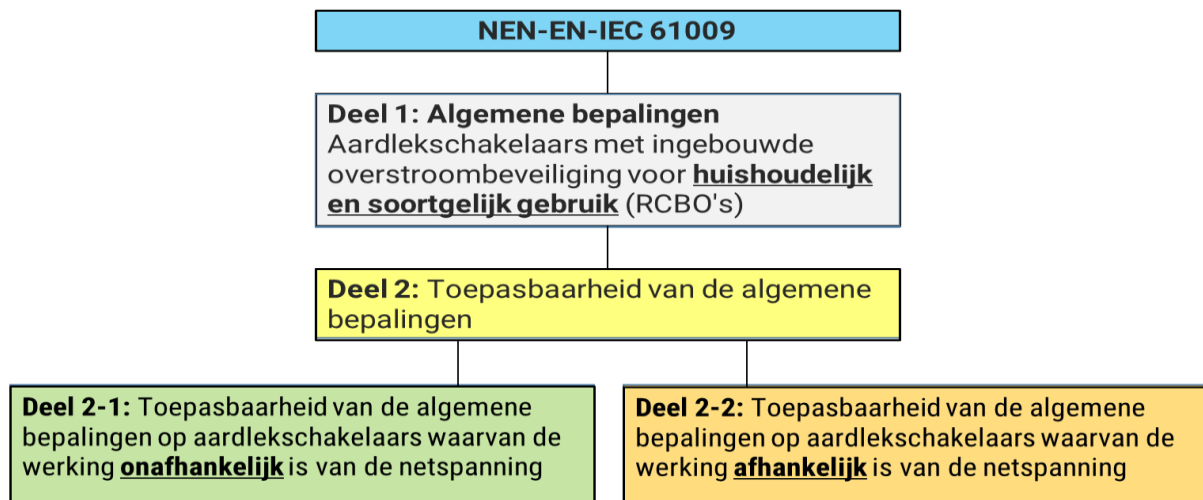 NEN-EN-IEC 61009
Deel 1: Algemene bepalingen
Aardlekschakelaars met ingebouwde
overstroombeveiliging voor huishoudelijk
en soortgelijk gebruik (RCBO's)
Deel 2: Toepasbaarheid van de algemene
bepalingen
Deel 2-1: Toepasbaarheid van de algemene
bepalingen op aardlekschakelaars waarvan de
werking onafhankelijk is van de netspanning
Deel 2-2: Toepasbaarheid van de algemene
bepalingen op aardlekschakelaars waarvan de
werking afhankelijk is van de netspanning